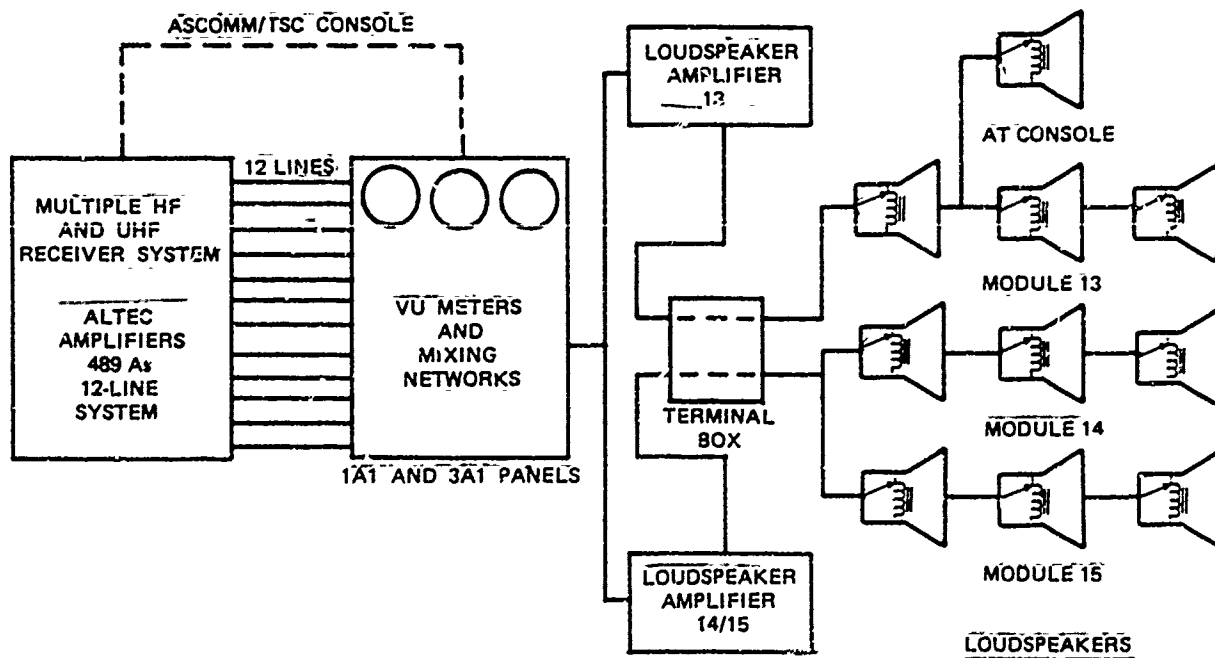 ASCOMM/TSC CONSOLE
12 LINES
MULTIPLE HF
AND UHF
RECEIVER SYSTEM
ALTEC
AMPLIFIERS
489 As
12-LINE
SYSTEM
VU METERS
AND
MIXING
NETWORKS
1A1 AND 3A1 PANELS
LOUDSPEAKER
AMPLIFIER
13
TERMINAL
BOX
LOUDSPEAKER
AMPLIFIER
14/15
AT CONSOLE
MODULE 13
MODULE 14
MODULE 15
LOUDSPEAKERS